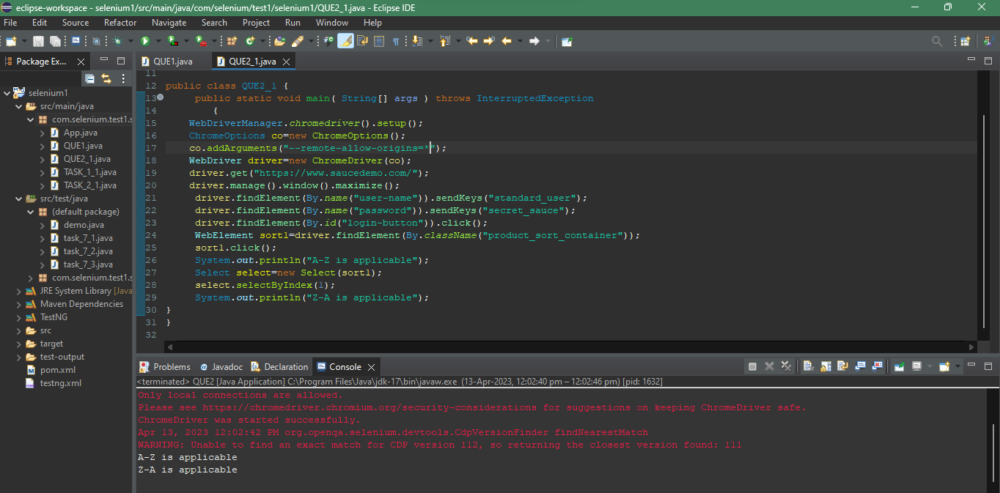 eclipse-workspace - selenium1/src/main/java/com/selenium/test1/selenium1/QUE2_1.java - Eclipse IDE
File Edit Source Refactor Navigate Search Project Run Window Help
Package Ex...
QUE1.java QUE2_1.java
selenium1
src/main/java
com.selenium.test1.s
App.java
QUE1.java
QUE2_1.java
TASK_1_1.java
TASK_2_1.java
src/test/java
(default package)
demo.java
task_7_1.java
task_7_2.java
task_7_3.java
com.selenium.test1.s
JRE System Library [Java
Maven Dependencies
TestNG
src
target
test-output
pom.xml
testng.xml
11
12 public class QUE2_1 {
13 public static void main( String[] args ) throws InterruptedException
14 {
15 WebDriverManager.chromedriver().setup();
16 ChromeOptions co=new ChromeOptions();
17 co.addArguments("--remote-allow-origins=*");
18 WebDriver driver=new ChromeDriver(co);
19 driver.get("https://www.saucedemo.com/");
20 driver.manage().window().maximize();
21 driver.findElement(By.name("user-name")).sendKeys("standard_user");
22 driver.findElement(By.name("password")).sendKeys("secret_sauce");
23 driver.findElement(By.id("login-button")).click();
24 WebElement sort1=driver.findElement(By.className("product_sort_container"));
25 sort1.click();
26 System.out.println("A-Z is applicable");
27 Select select=new Select(sort1);
28 select.selectByIndex(1);
29 System.out.println("Z-A is applicable");
30 }
31 }
32
Problems Javadoc Declaration Console
<terminated> QUE2 [Java Application] C:\Program Files\Java\jdk-17\bin\javaw.exe (13-Apr-2023, 12:02:40 pm – 12:02:46 pm) [pid: 1632]
Only local connections are allowed.
Please see https://chromedriver.chromium.org/security-considerations for suggestions on keeping ChromeDriver safe.
ChromeDriver was started successfully.
Apr 13, 2023 12:02:42 PM org.openqa.selenium.devtools.CdpVersionFinder findNearestMatch
WARNING: Unable to find an exact match for CDP version 112, so returning the closest version found: 111
A-Z is applicable
Z-A is applicable